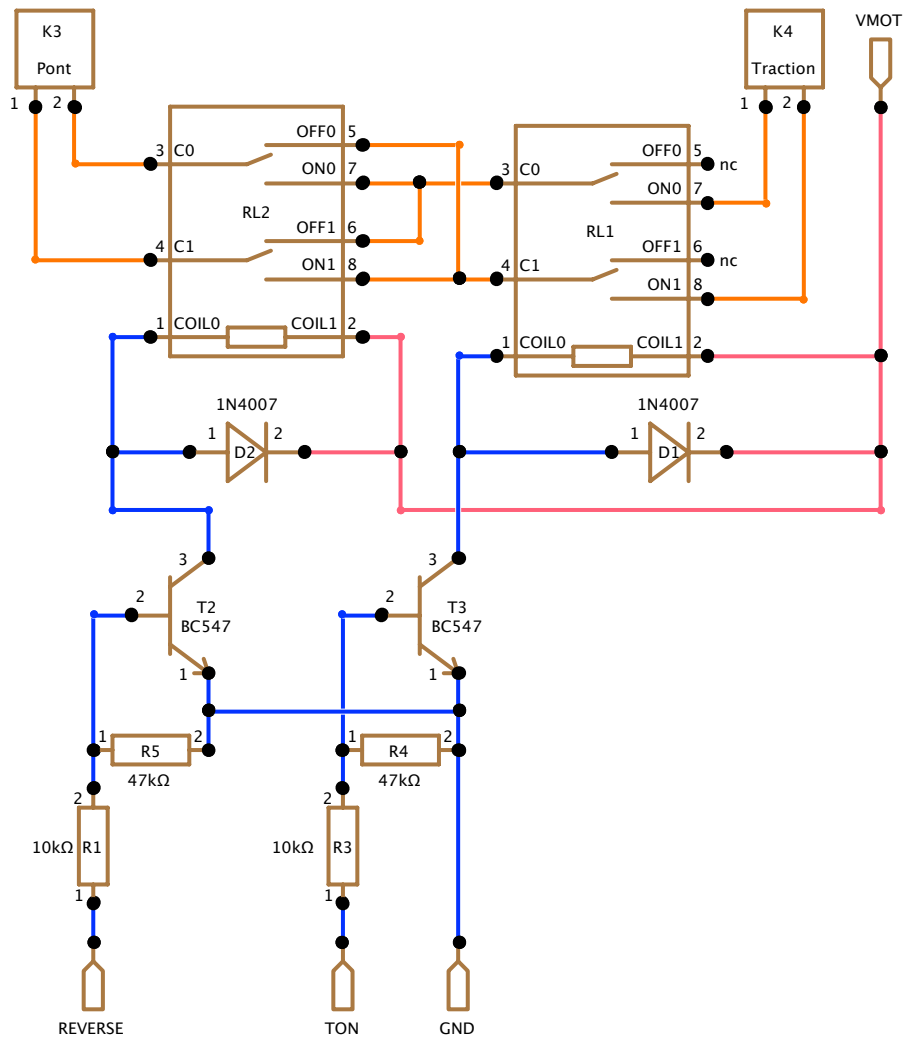 K3
Pont
1 2
K4
Traction
1 2
VMOT
3 C0
OFF0 5
ON0 7
RL2
OFF1 6
4 C1
ON1 8
1 COIL0 COIL1 2
3 C0
OFF0 5 nc
ON0 7
RL1
OFF1 6 nc
4 C1
ON1 8
1 COIL0 COIL1 2
1N4007
1 D2 2
1N4007
1 D1 2
3
2
T2
BC547
1
3
2
T3
BC547
1
1 R5 2
47kΩ
1 R4 2
47kΩ
2
10kΩ R1
1
2
10kΩ R3
1
REVERSE
TON
GND